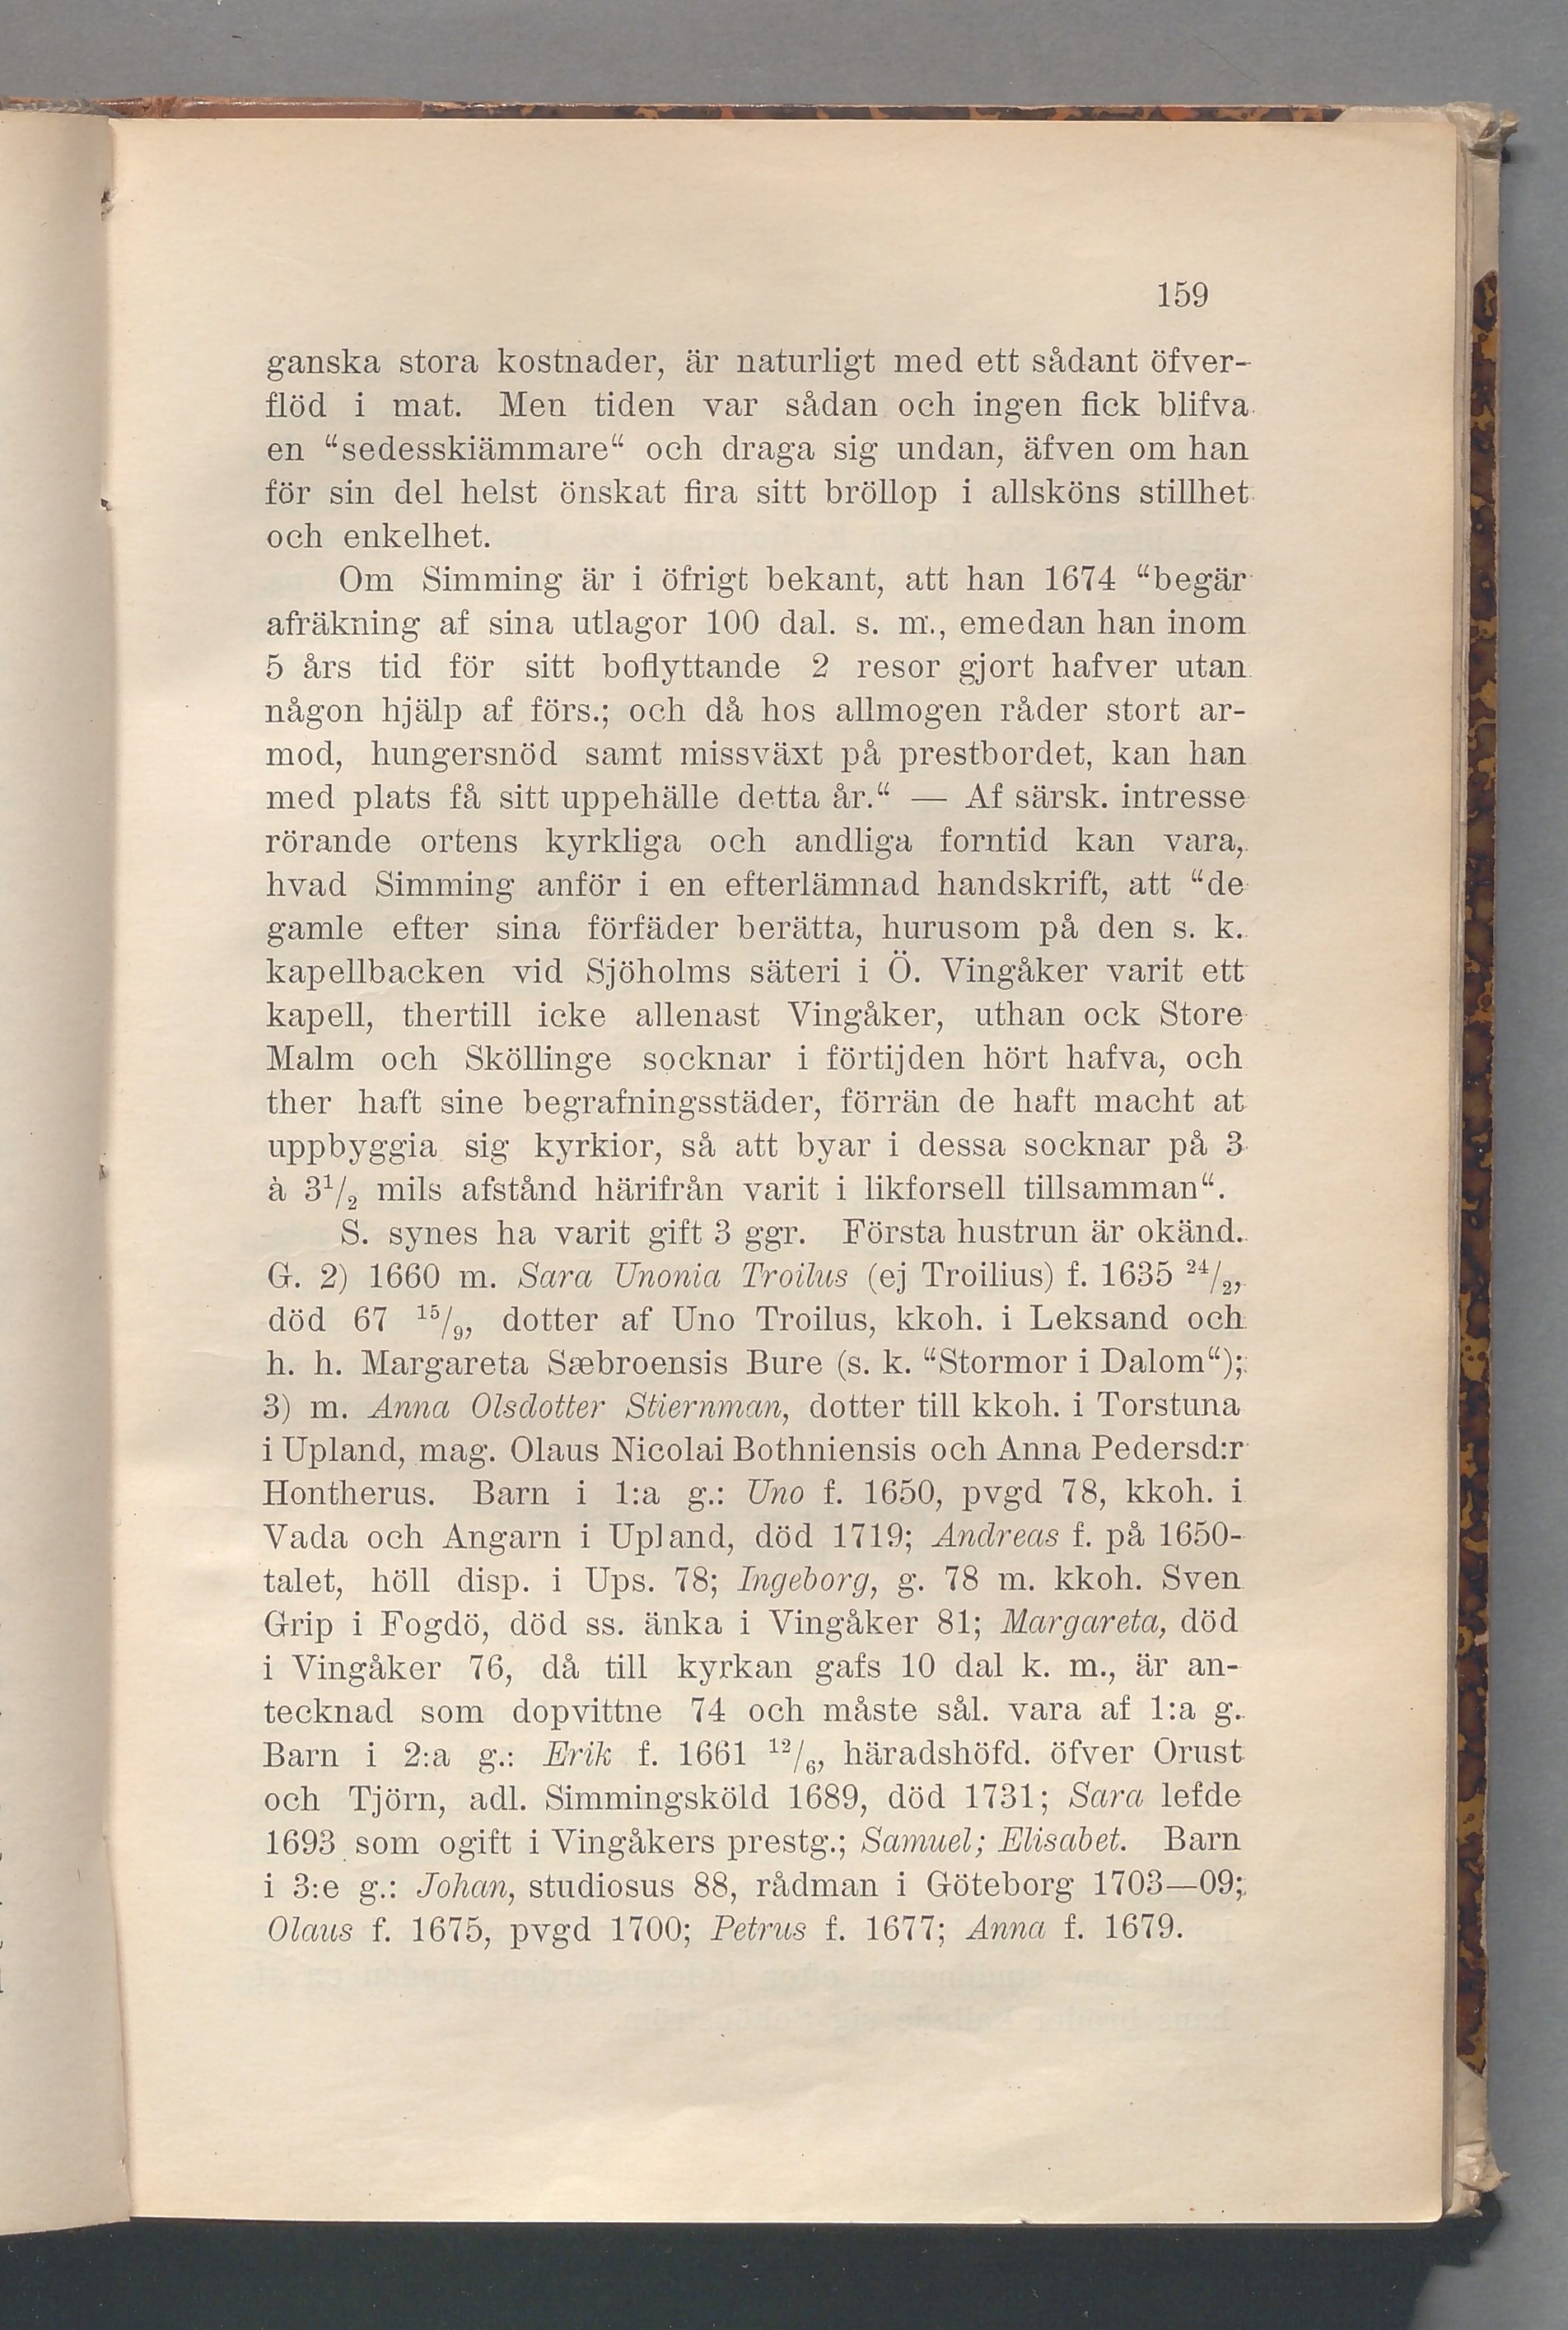 159
ganska stora kostnader, är naturligt med ett sådant öfver-
flöd i mat. Men tiden var sådan och ingen fick blifva
en “sedesskiämmare“ och draga sig undan, äfven om han
för sin del helst önskat fira sitt bröllop i allsköns stillhet
och enkelhet.
Om Simming är i öfrigt bekant, att han 1674 “begär
afräkning af sina utlagor 100 dal. s. m., emedan han inom
5 års tid för sitt boflyttande 2 resor gjort hafver utan
någon hjälp af förs.; och då hos allmogen råder stort ar-
mod, hungersnöd samt missväxt på prestbordet, kan han
med plats få sitt uppehälle detta år.“ — Af särsk. intresse
rörande ortens kyrkliga och andliga forntid kan vara,
hvad Simming anför i en efterlämnad handskrift, att “de
gamle efter sina förfäder berätta, hurusom på den s. k.
kapellbacken vid Sjöholms säteri i Ö. Vingåker varit ett
kapell, thertill icke allenast Vingåker, uthan ock Store
Malm och Sköllinge socknar i förtijden hört hafva, och
ther haft sine begrafningsstäder, förrän de haft macht at
uppbyggia sig kyrkior, så att byar i dessa socknar på 3
à 3¹/₂ mils afstånd härifrån varit i likforsell tillsamman“.
S. synes ha varit gift 3 ggr. Första hustrun är okänd.
G. 2) 1660 m. Sara Unonia Troilus (ej Troilius) f. 1635 ²⁴/₂,
död 67 ¹⁵/₉, dotter af Uno Troilus, kkoh. i Leksand och
h. h. Margareta Sæbroensis Bure (s. k. “Stormor i Dalom“);
3) m. Anna Olsdotter Stiernman, dotter till kkoh. i Torstuna
i Upland, mag. Olaus Nicolai Bothniensis och Anna Pedersd:r
Hontherus. Barn i 1:a g.: Uno f. 1650, pvgd 78, kkoh. i
Vada och Angarn i Upland, död 1719; Andreas f. på 1650-
talet, höll disp. i Ups. 78; Ingeborg, g. 78 m. kkoh. Sven
Grip i Fogdö, död ss. änka i Vingåker 81; Margareta, död
i Vingåker 76, då till kyrkan gafs 10 dal k. m., är an-
tecknad som dopvittne 74 och måste sål. vara af 1:a g.
Barn i 2:a g.: Erik f. 1661 ¹²/₆, häradshöfd. öfver Orust
och Tjörn, adl. Simmingsköld 1689, död 1731; Sara lefde
1693 som ogift i Vingåkers prestg.; Samuel; Elisabet. Barn
i 3:e g.: Johan, studiosus 88, rådman i Göteborg 1703—09;
Olaus f. 1675, pvgd 1700; Petrus f. 1677; Anna f. 1679.